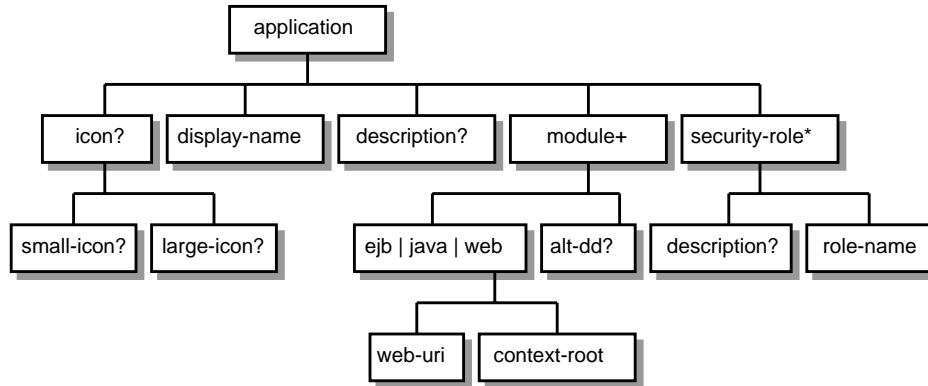 application
icon?
display-name
description?
module+
security-role*
small-icon?
large-icon?
ejb | java | web
alt-dd?
description?
role-name
web-uri
context-root